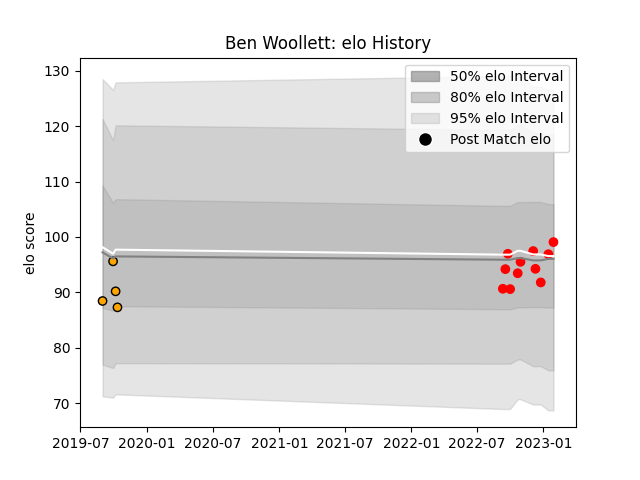 Ben Woollett: elo History
50% elo Interval
80% elo Interval
95% elo Interval
Post Match elo
elo score
130
120
110
100
90
80
70
2019-07 2020-01 2020-07 2021-01 2021-07 2022-01 2022-07 2023-01